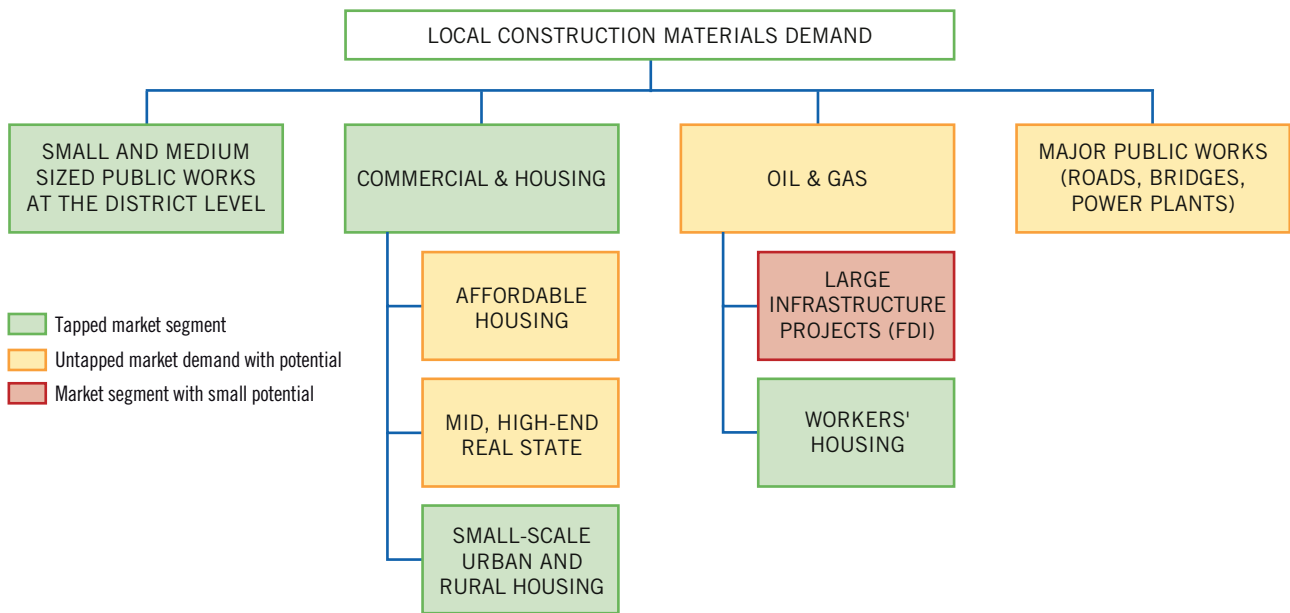 LOCAL CONSTRUCTION MATERIALS DEMAND
SMALL AND MEDIUM
SIZED PUBLIC WORKS
AT THE DISTRICT LEVEL
COMMERCIAL & HOUSING
OIL & GAS
MAJOR PUBLIC WORKS
(ROADS, BRIDGES,
POWER PLANTS)
AFFORDABLE
HOUSING
MID, HIGH-END
REAL STATE
SMALL-SCALE
URBAN AND
RURAL HOUSING
LARGE
INFRASTRUCTURE
PROJECTS (FDI)
WORKERS'
HOUSING
Tapped market segment
Untapped market demand with potential
Market segment with small potential